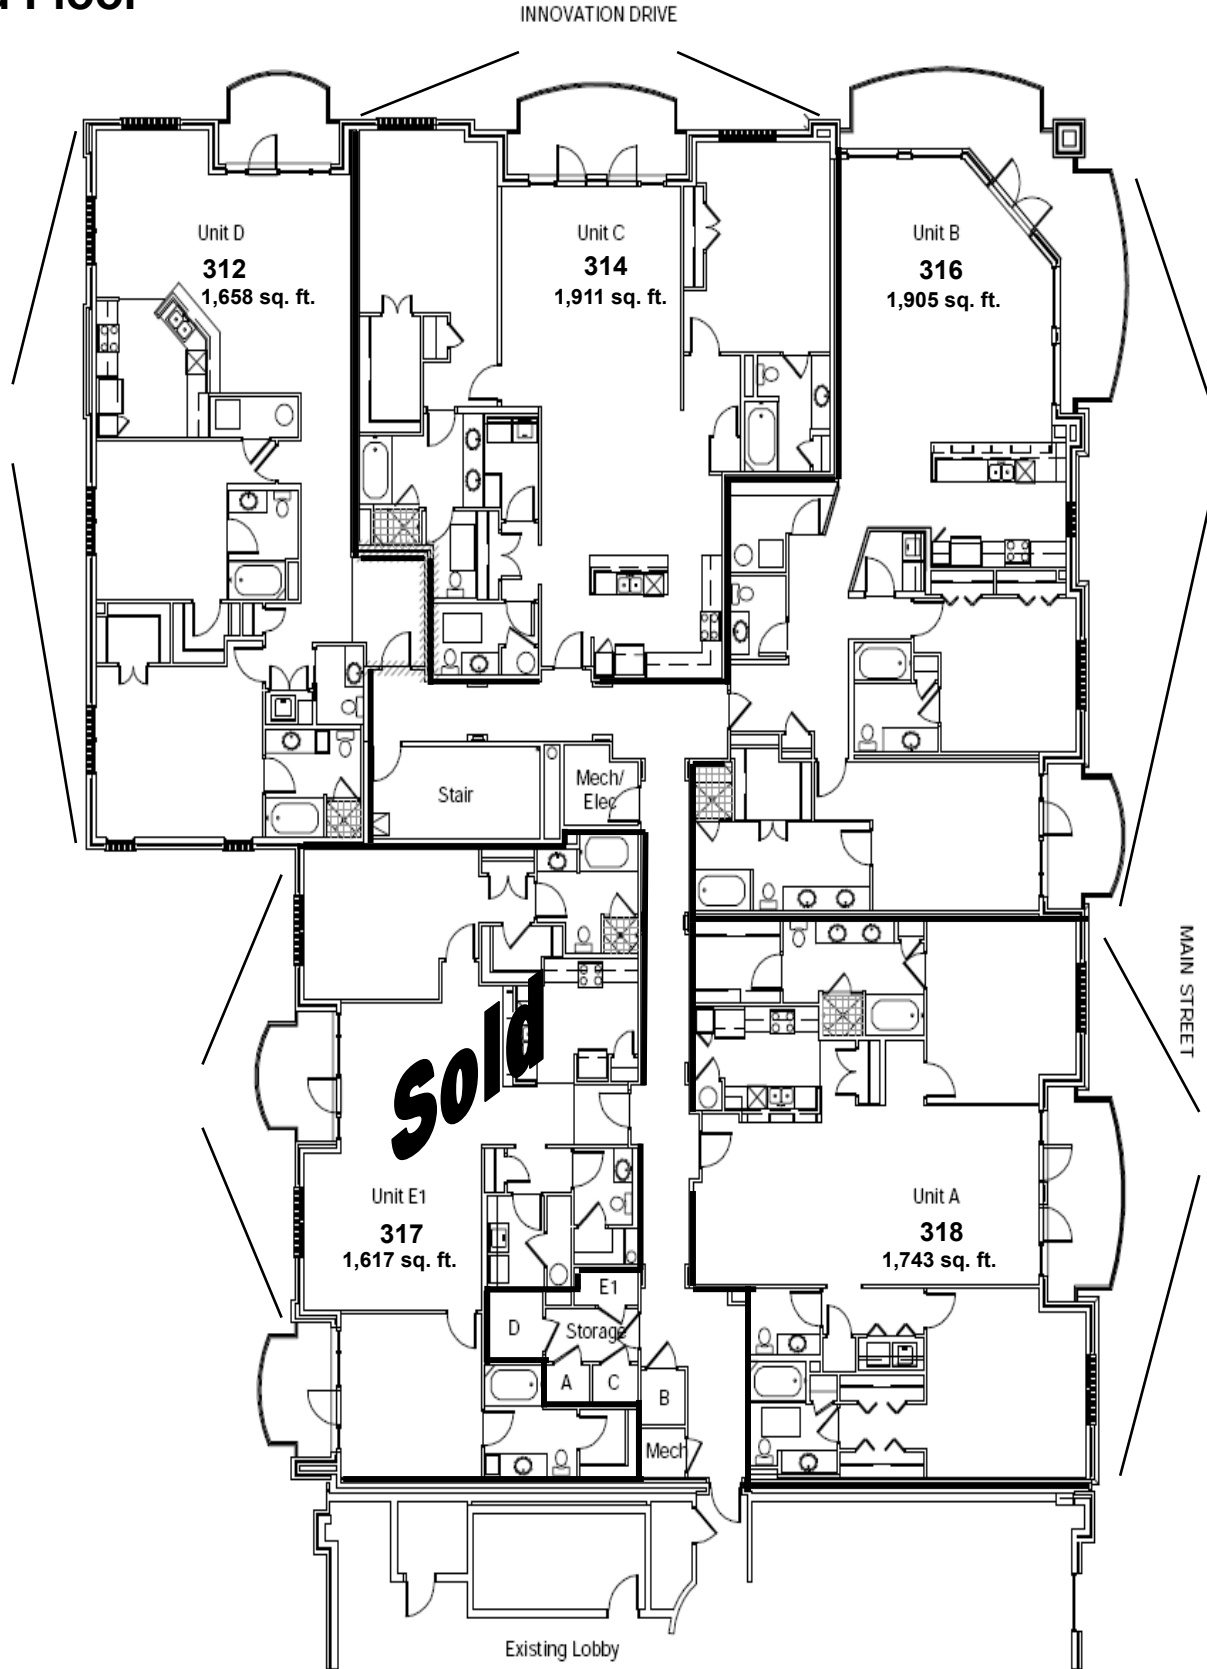 Floor
INNOVATION DRIVE
Unit D
312
1,658 sq. ft.
Unit C
314
1,911 sq. ft.
Unit B
316
1,905 sq. ft.
Stair
Mech/
Elec
MAIN STREET
Sold
Unit E1
317
1,617 sq. ft.
Unit A
318
1,743 sq. ft.
E1
D
Storage
A
C
B
Mech
Existing Lobby